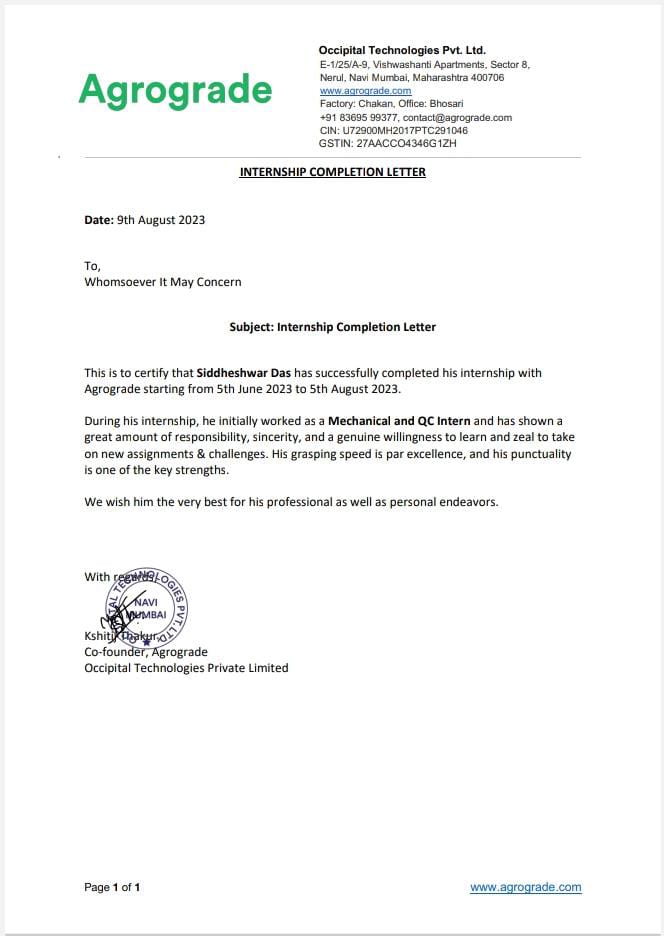 Agrograde
Occipital Technologies Pvt. Ltd.
E-1/25/A-9, Vishwashanti Apartments, Sector 8,
Nerul, Navi Mumbai, Maharashtra 400706
www.agrograde.com
Factory: Chakan, Office: Bhosari
+91 83695 99377, contact@agrograde.com
CIN: U72900MH2017PTC291046
GSTIN: 27AACCO4346G1ZH
INTERNSHIP COMPLETION LETTER
Date: 9th August 2023
To,
Whomsoever It May Concern
Subject: Internship Completion Letter
This is to certify that Siddheshwar Das has successfully completed his internship with
Agrograde starting from 5th June 2023 to 5th August 2023.
During his internship, he initially worked as a Mechanical and QC Intern and has shown a
great amount of responsibility, sincerity, and a genuine willingness to learn and zeal to take
on new assignments & challenges. His grasping speed is par excellence, and his punctuality
is one of the key strengths.
We wish him the very best for his professional as well as personal endeavors.
With regards,
TECHNOLOGIES PVT. LTD.
NAVI
MUMBAI
Kshitij Thakur,
Co-founder, Agrograde
Occipital Technologies Private Limited
Page 1 of 1
www.agrograde.com